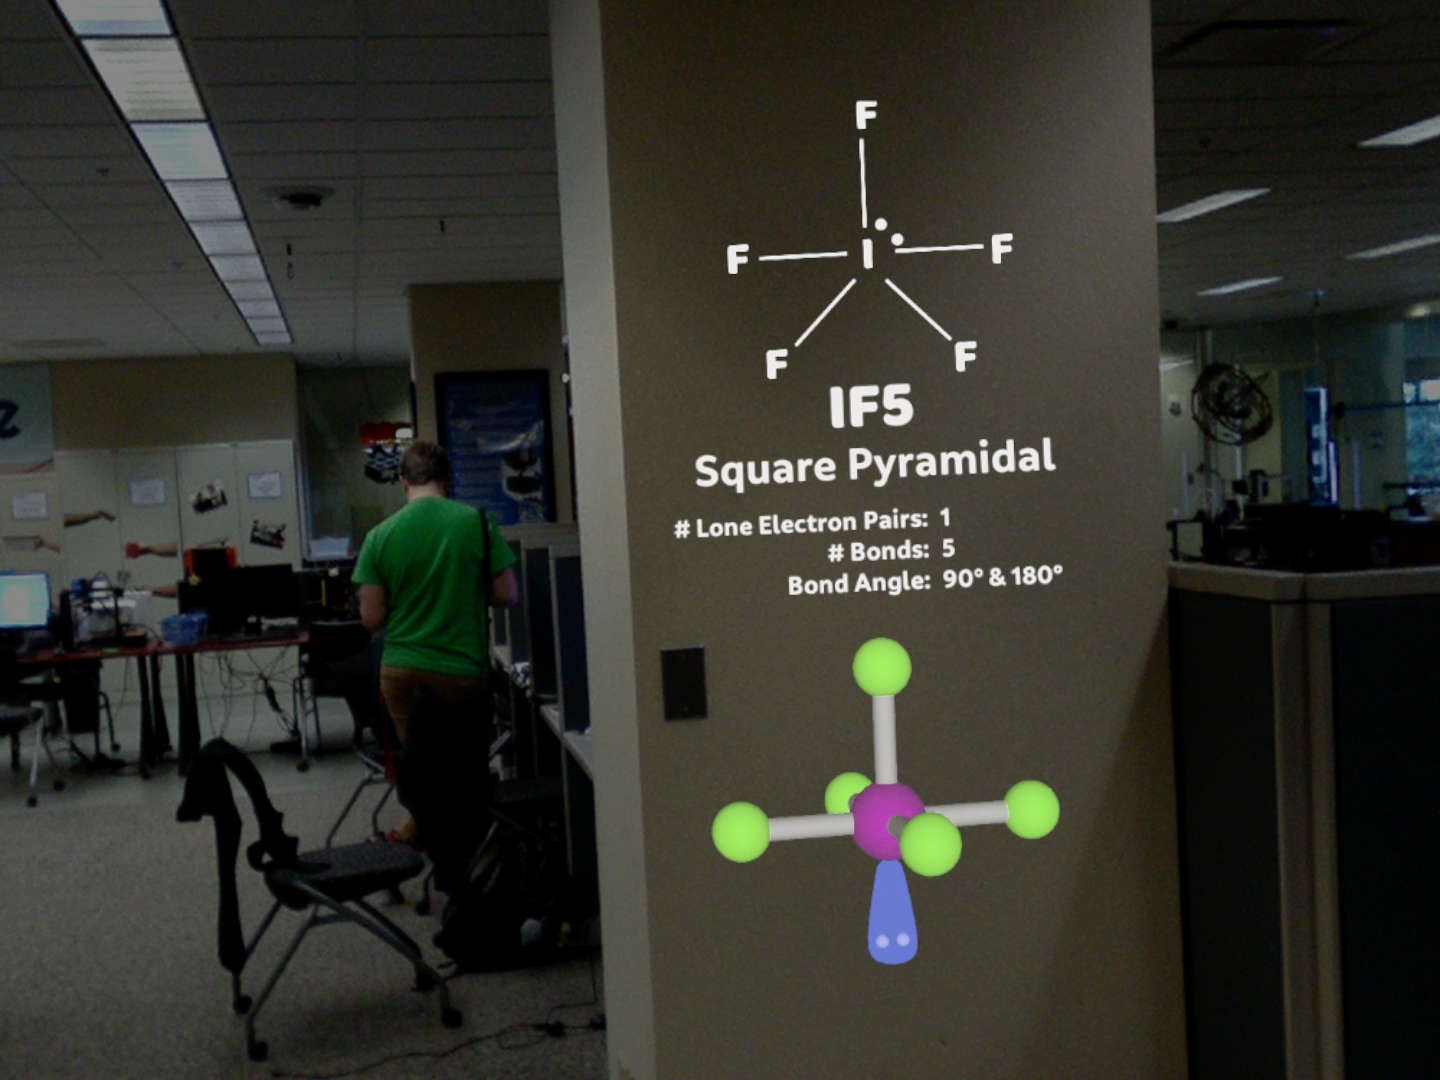 F
F I F
F F
IF5
Square Pyramidal
# Lone Electron Pairs: 1
# Bonds: 5
Bond Angle: 90° & 180°